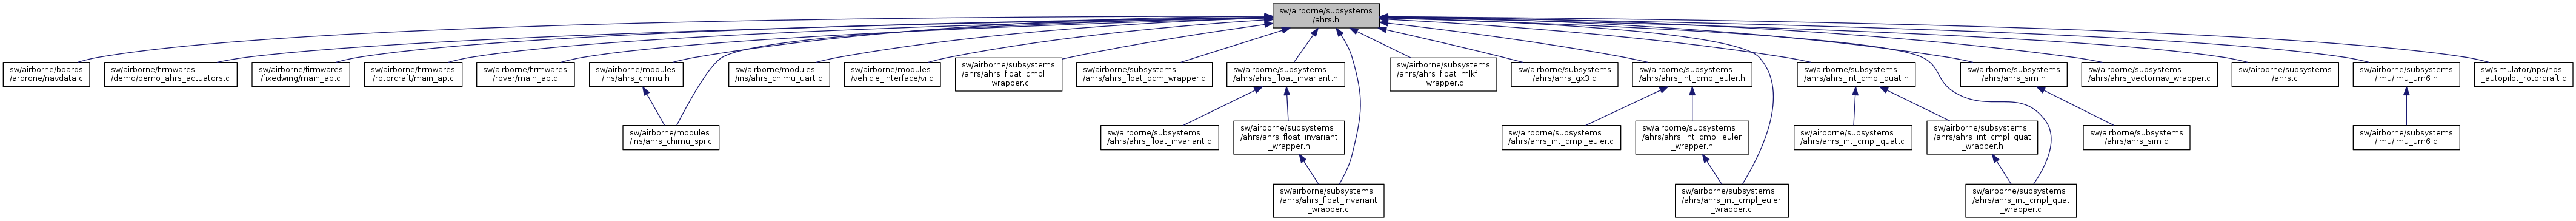 sw/airborne/subsystems
/ahrs.h
sw/airborne/boards
/ardrone/navdata.c
sw/airborne/firmwares
/demo/demo_ahrs_actuators.c
sw/airborne/firmwares
/fixedwing/main_ap.c
sw/airborne/firmwares
/rotorcraft/main_ap.c
sw/airborne/firmwares
/rover/main_ap.c
sw/airborne/modules
/ins/ahrs_chimu.h
sw/airborne/modules
/ins/ahrs_chimu_uart.c
sw/airborne/modules
/vehicle_interface/vi.c
sw/airborne/subsystems
/ahrs/ahrs_float_cmpl
_wrapper.c
sw/airborne/subsystems
/ahrs/ahrs_float_dcm_wrapper.c
sw/airborne/subsystems
/ahrs/ahrs_float_invariant.h
sw/airborne/subsystems
/ahrs/ahrs_float_mlkf
_wrapper.c
sw/airborne/subsystems
/ahrs/ahrs_gx3.c
sw/airborne/subsystems
/ahrs/ahrs_int_cmpl_euler.h
sw/airborne/subsystems
/ahrs/ahrs_int_cmpl_quat.h
sw/airborne/subsystems
/ahrs/ahrs_sim.h
sw/airborne/subsystems
/ahrs/ahrs_vectornav_wrapper.c
sw/airborne/subsystems
/ahrs.c
sw/airborne/subsystems
/imu/imu_um6.h
sw/simulator/nps/nps
_autopilot_rotorcraft.c
sw/airborne/modules
/ins/ahrs_chimu_spi.c
sw/airborne/subsystems
/ahrs/ahrs_float_invariant.c
sw/airborne/subsystems
/ahrs/ahrs_float_invariant
_wrapper.h
sw/airborne/subsystems
/ahrs/ahrs_int_cmpl_euler.c
sw/airborne/subsystems
/ahrs/ahrs_int_cmpl_euler
_wrapper.h
sw/airborne/subsystems
/ahrs/ahrs_int_cmpl_quat.c
sw/airborne/subsystems
/ahrs/ahrs_int_cmpl_quat
_wrapper.h
sw/airborne/subsystems
/ahrs/ahrs_sim.c
sw/airborne/subsystems
/imu/imu_um6.c
sw/airborne/subsystems
/ahrs/ahrs_float_invariant
_wrapper.c
sw/airborne/subsystems
/ahrs/ahrs_int_cmpl_euler
_wrapper.c
sw/airborne/subsystems
/ahrs/ahrs_int_cmpl_quat
_wrapper.c